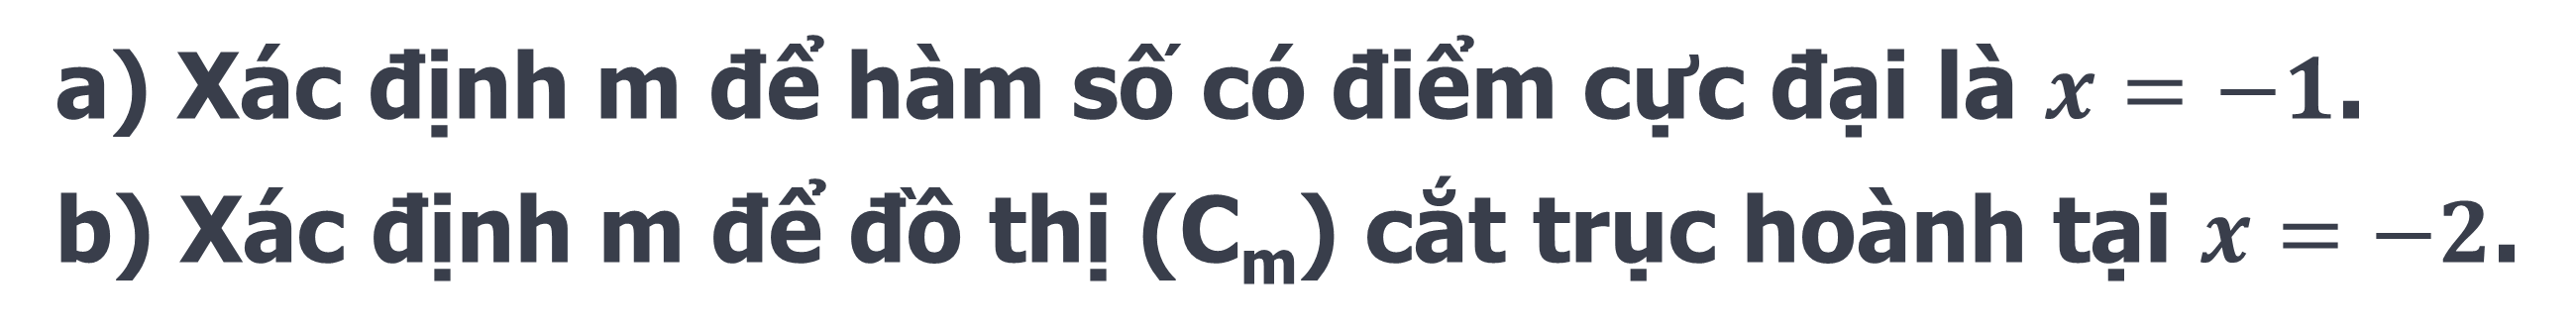 a) Xác định m để hàm số có điểm cực đại là x = −1.
b) Xác định m để đồ thị (Cₘ) cắt trục hoành tại x = −2.